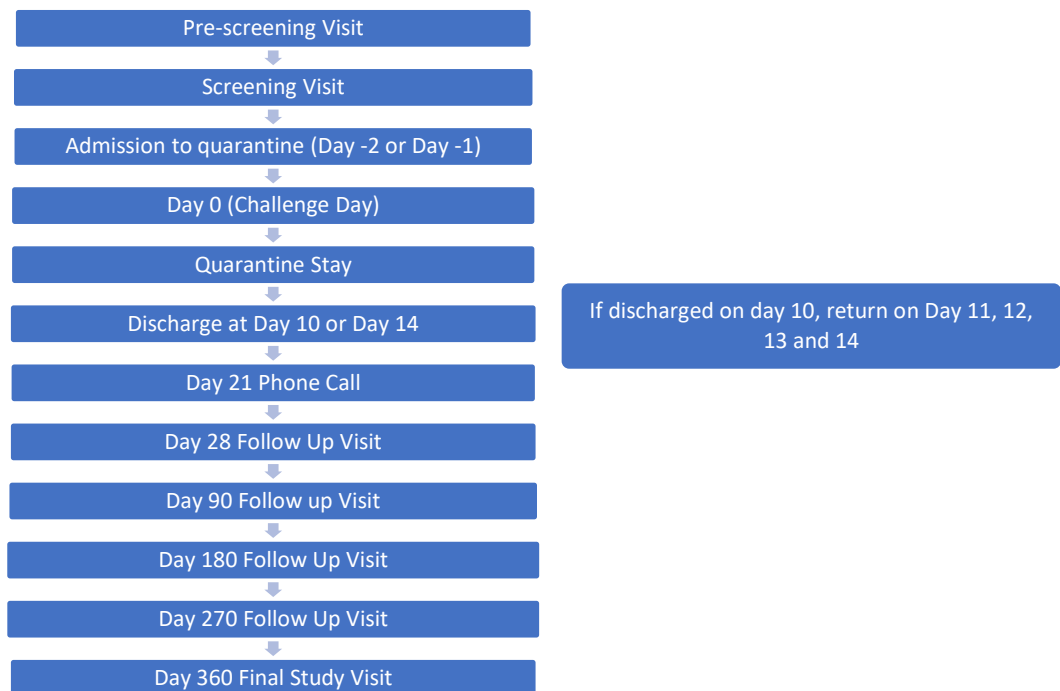 Pre-screening Visit
Screening Visit
Admission to quarantine (Day -2 or Day -1)
Day 0 (Challenge Day)
Quarantine Stay
Discharge at Day 10 or Day 14
If discharged on day 10, return on Day 11, 12,
13 and 14
Day 21 Phone Call
Day 28 Follow Up Visit
Day 90 Follow up Visit
Day 180 Follow Up Visit
Day 270 Follow Up Visit
Day 360 Final Study Visit